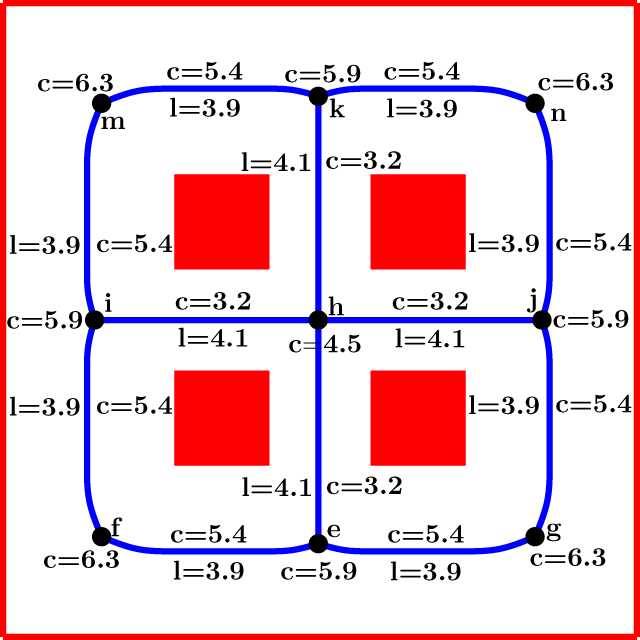 c=6.3
c=5.4
c=5.9
c=5.4
c=6.3
m
l=3.9
k
l=3.9
n
l=4.1
c=3.2
l=3.9
c=5.4
l=3.9
c=5.4
i
c=3.2
h
c=3.2
j
c=5.9
l=4.1
c=4.5
l=4.1
c=5.9
l=3.9
c=5.4
l=3.9
c=5.4
l=4.1
c=3.2
f
c=5.4
e
c=5.4
g
c=6.3
l=3.9
c=5.9
l=3.9
c=6.3